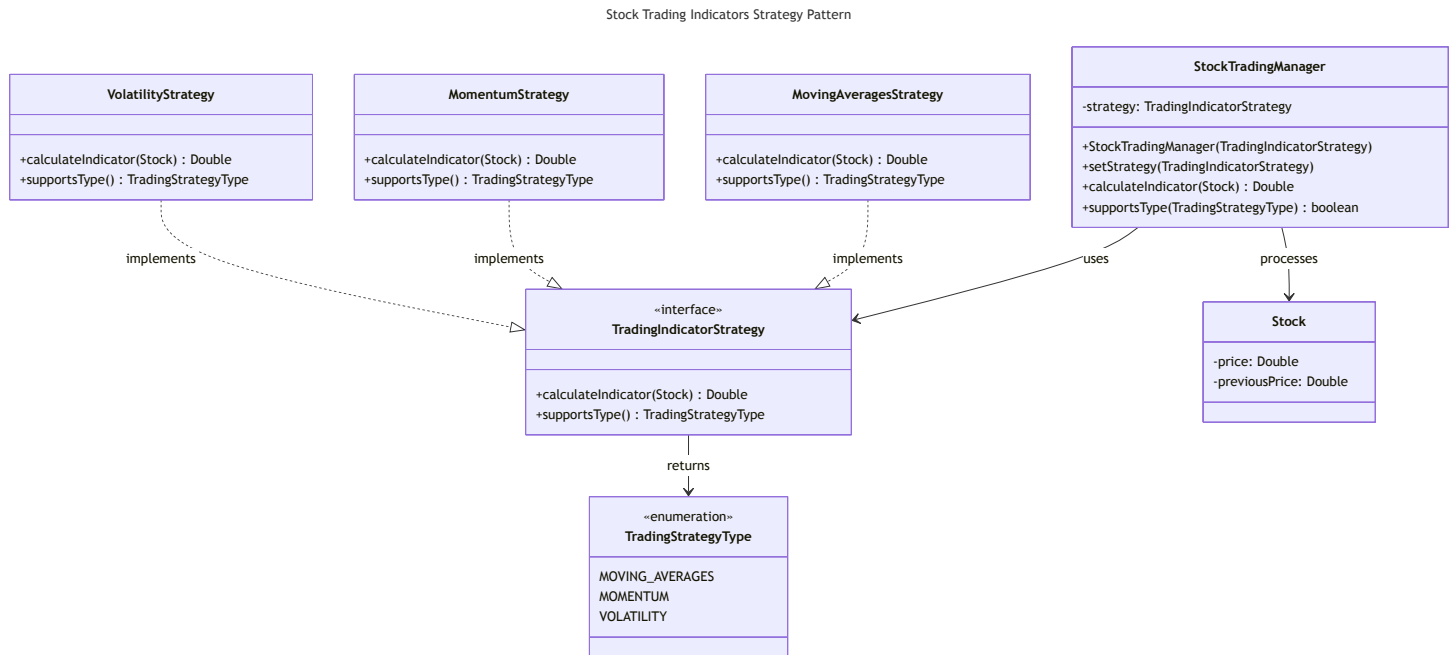 Stock Trading Indicators Strategy Pattern
VolatilityStrategy
+calculateIndicator(Stock) : Double
+supportsType() : TradingStrategyType
MomentumStrategy
+calculateIndicator(Stock) : Double
+supportsType() : TradingStrategyType
MovingAveragesStrategy
+calculateIndicator(Stock) : Double
+supportsType() : TradingStrategyType
StockTradingManager
-strategy: TradingIndicatorStrategy
+StockTradingManager(TradingIndicatorStrategy)
+setStrategy(TradingIndicatorStrategy)
+calculateIndicator(Stock) : Double
+supportsType(TradingStrategyType) : boolean
implements
implements
implements
uses
processes
«interface»
TradingIndicatorStrategy
+calculateIndicator(Stock) : Double
+supportsType() : TradingStrategyType
Stock
-price: Double
-previousPrice: Double
returns
«enumeration»
TradingStrategyType
MOVING_AVERAGES
MOMENTUM
VOLATILITY